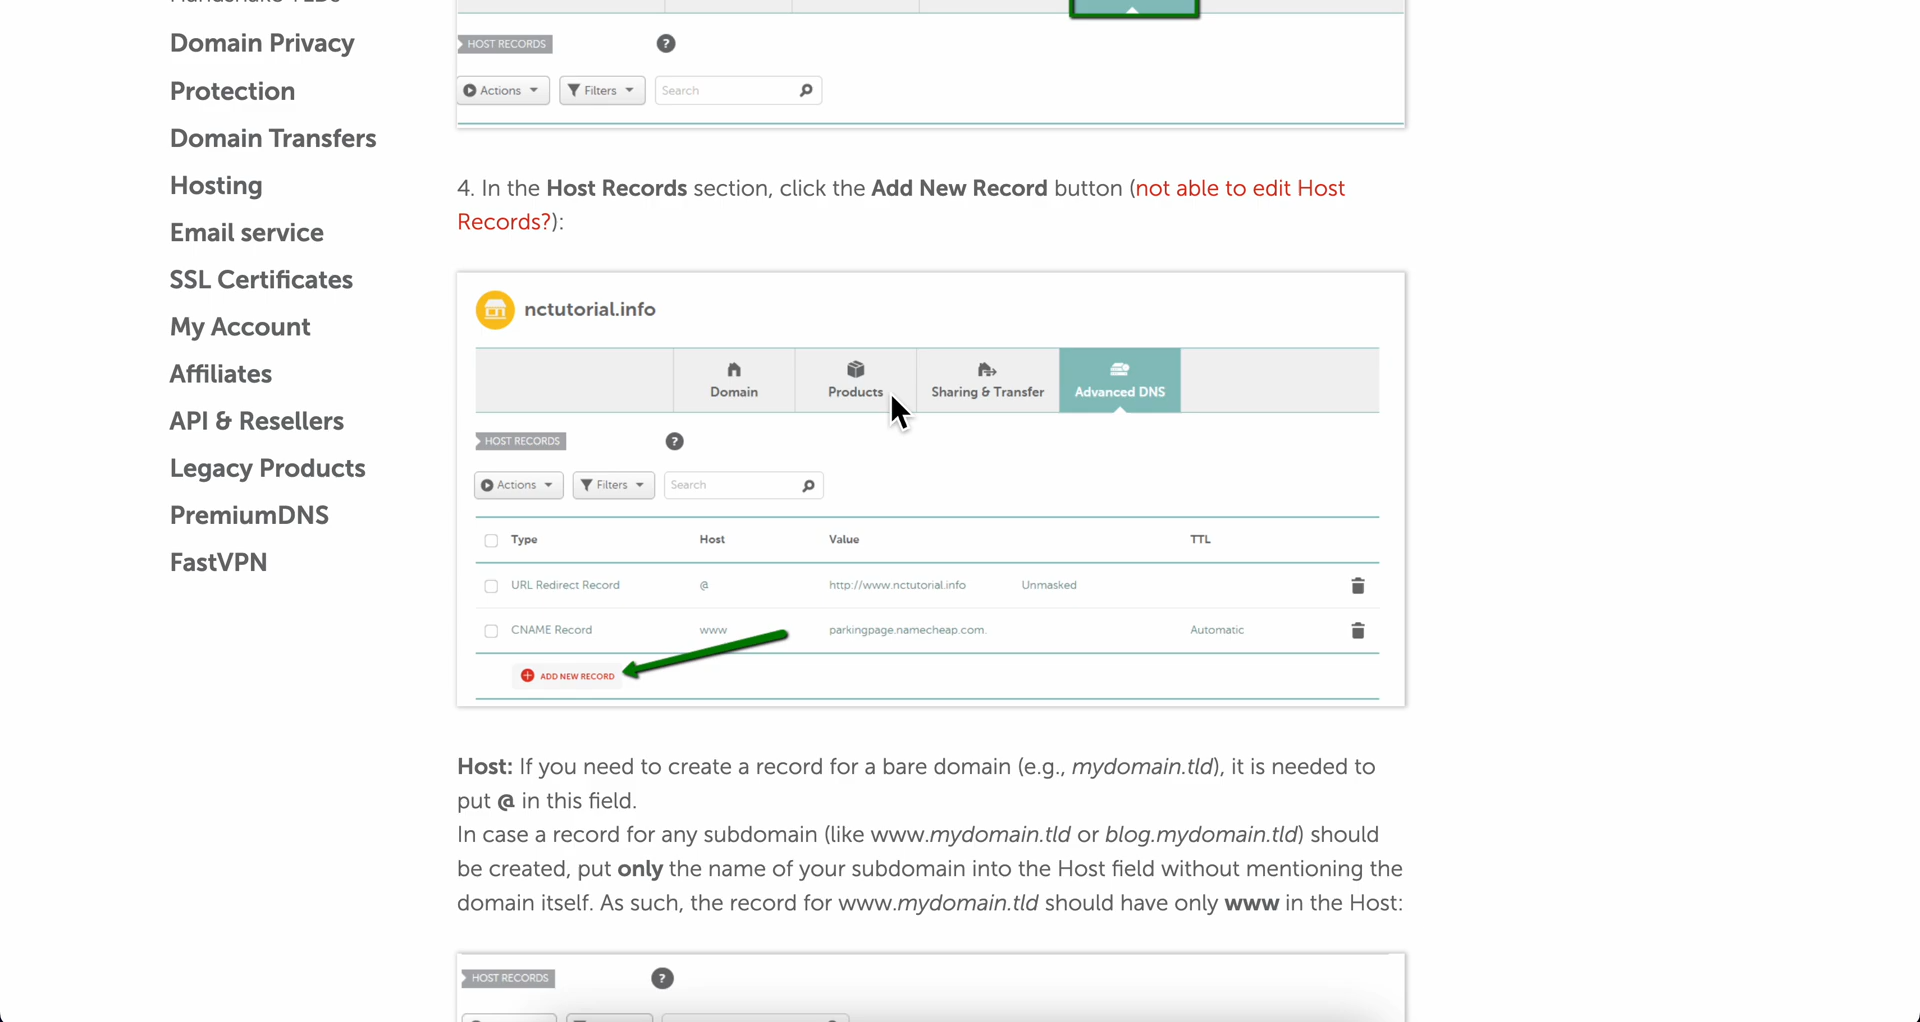 Domain Privacy
Protection
Domain Transfers
Hosting
Email service
SSL Certificates
My Account
Affiliates
API & Resellers
Legacy Products
PremiumDNS
FastVPN
HOST RECORDS ?
Actions Filters Search
4. In the Host Records section, click the Add New Record button (not able to edit Host
Records?):
nctutorial.info
Domain Products Sharing & Transfer Advanced DNS
HOST RECORDS ?
Actions Filters Search
Type Host Value TTL
URL Redirect Record @ http://www.nctutorial.info Unmasked
CNAME Record www parkingpage.namecheap.com. Automatic
ADD NEW RECORD
Host: If you need to create a record for a bare domain (e.g., mydomain.tld), it is needed to
put @ in this field.
In case a record for any subdomain (like www.mydomain.tld or blog.mydomain.tld) should
be created, put only the name of your subdomain into the Host field without mentioning the
domain itself. As such, the record for www.mydomain.tld should have only www in the Host:
HOST RECORDS ?